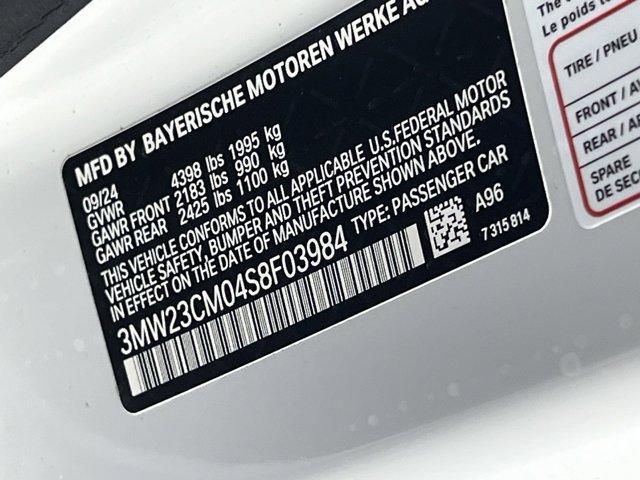 MFD BY BAYERISCHE MOTOREN WERKE AG
09/24
GVWR 4398 lbs 1995 kg
GAWR FRONT 2183 lbs 990 kg
GAWR REAR 2425 lbs 1100 kg
THIS VEHICLE CONFORMS TO ALL APPLICABLE U.S.FEDERAL MOTOR
VEHICLE SAFETY, BUMPER AND THEFT PREVENTION STANDARDS
IN EFFECT ON THE DATE OF MANUFACTURE SHOWN ABOVE.
3MW23CM04S8F03984 TYPE: PASSENGER CAR
A96
7 315 814
The
Le poids
TIRE / PNEU
FRONT / AV
REAR / AR
SPARE
DE SEC